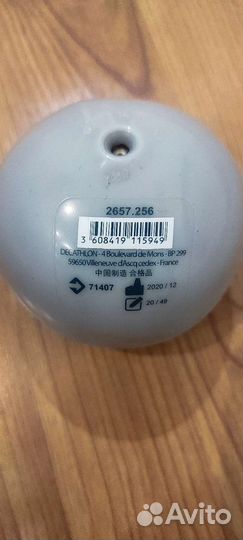 2657.256
3 608419 115949
DECATHLON - 4 Boulevard de Mons - BP 299
59650 Villeneuve d'Ascq cedex - France
中国制造 合格品
71407
2020 / 12
20 / 49
Avito